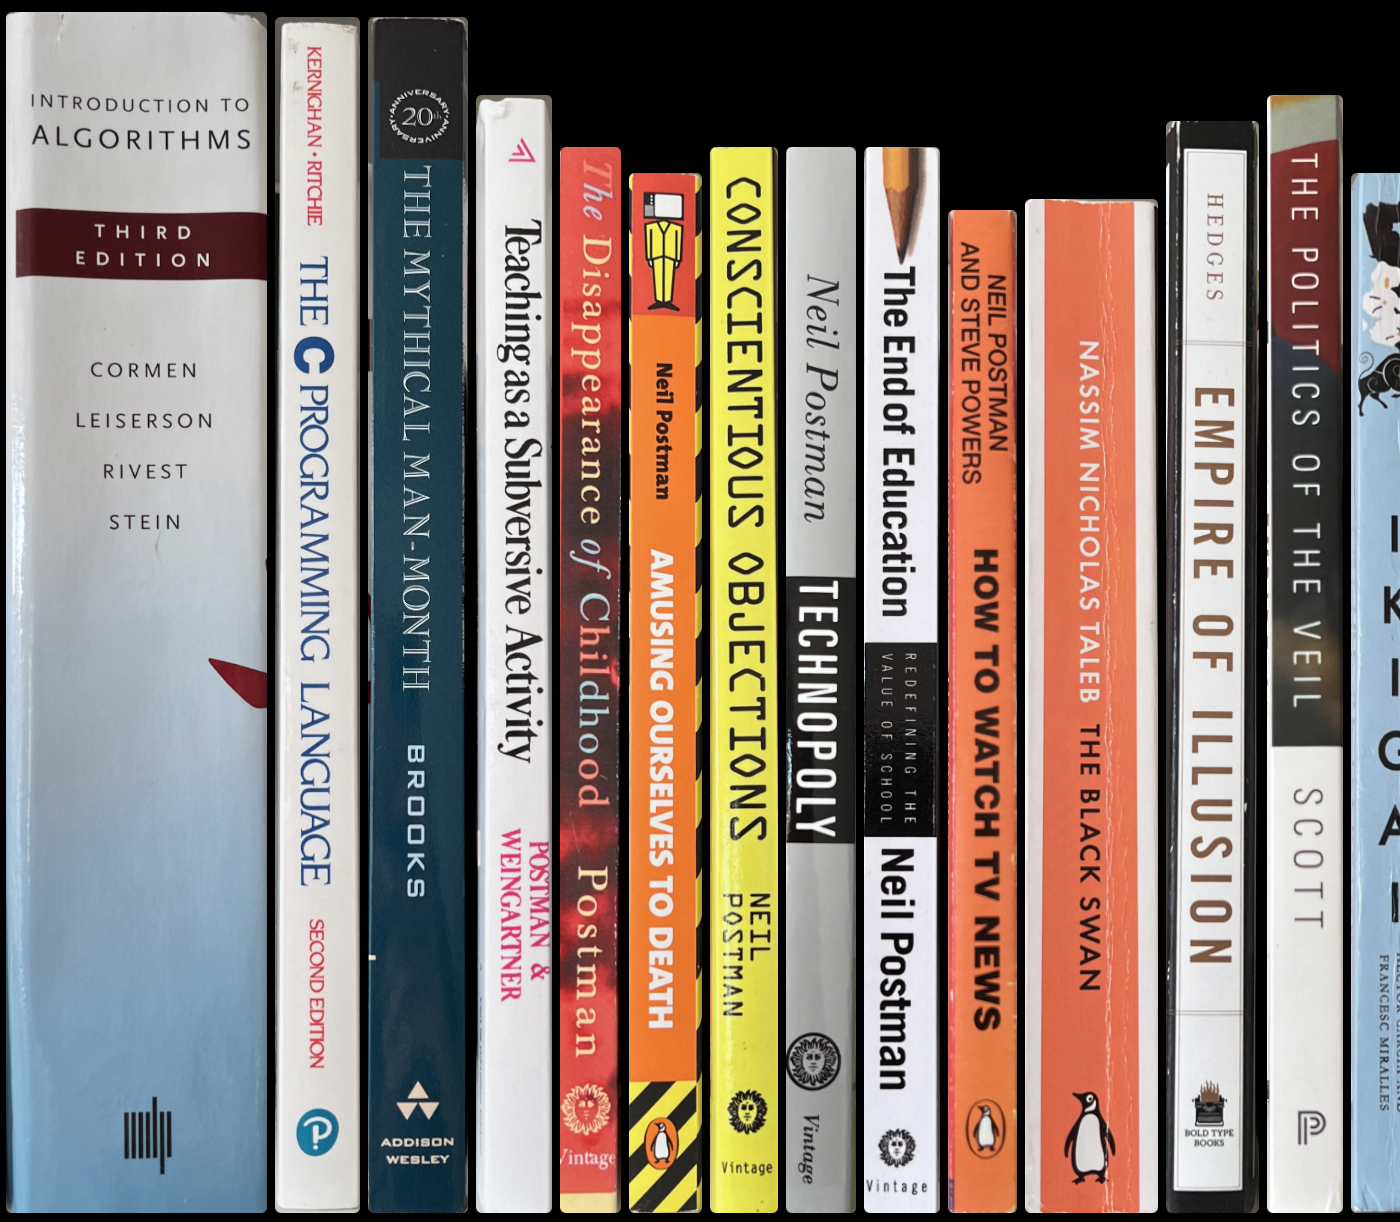 INTRODUCTION TO
ALGORITHMS
THIRD
EDITION
CORMEN
LEISERSON
RIVEST
STEIN
KERNIGHAN • RITCHIE
THE C PROGRAMMING LANGUAGE
SECOND EDITION
ANNIVERSARY • ANNIVERSARY •
20th
THE MYTHICAL MAN-MONTH
BROOKS
ADDISON
WESLEY
Teaching as a Subversive Activity
POSTMAN &
WEINGARTNER
The Disappearance of Childhood
Postman
Vintage
Neil Postman
AMUSING OURSELVES TO DEATH
CONSCIENTIOUS OBJECTIONS
NEIL
POSTMAN
Vintage
Neil Postman
TECHNOPOLY
Vintage
The End of Education
REDEFINING THE
VALUE OF SCHOOL
Neil Postman
Vintage
NEIL POSTMAN
AND STEVE POWERS
HOW TO WATCH TV NEWS
NASSIM NICHOLAS TALEB
THE BLACK SWAN
HEDGES
EMPIRE OF ILLUSION
BOLD TYPE
BOOKS
THE POLITICS OF THE VEIL
SCOTT
P
IKIGAI
FRANCESC MIRALLES